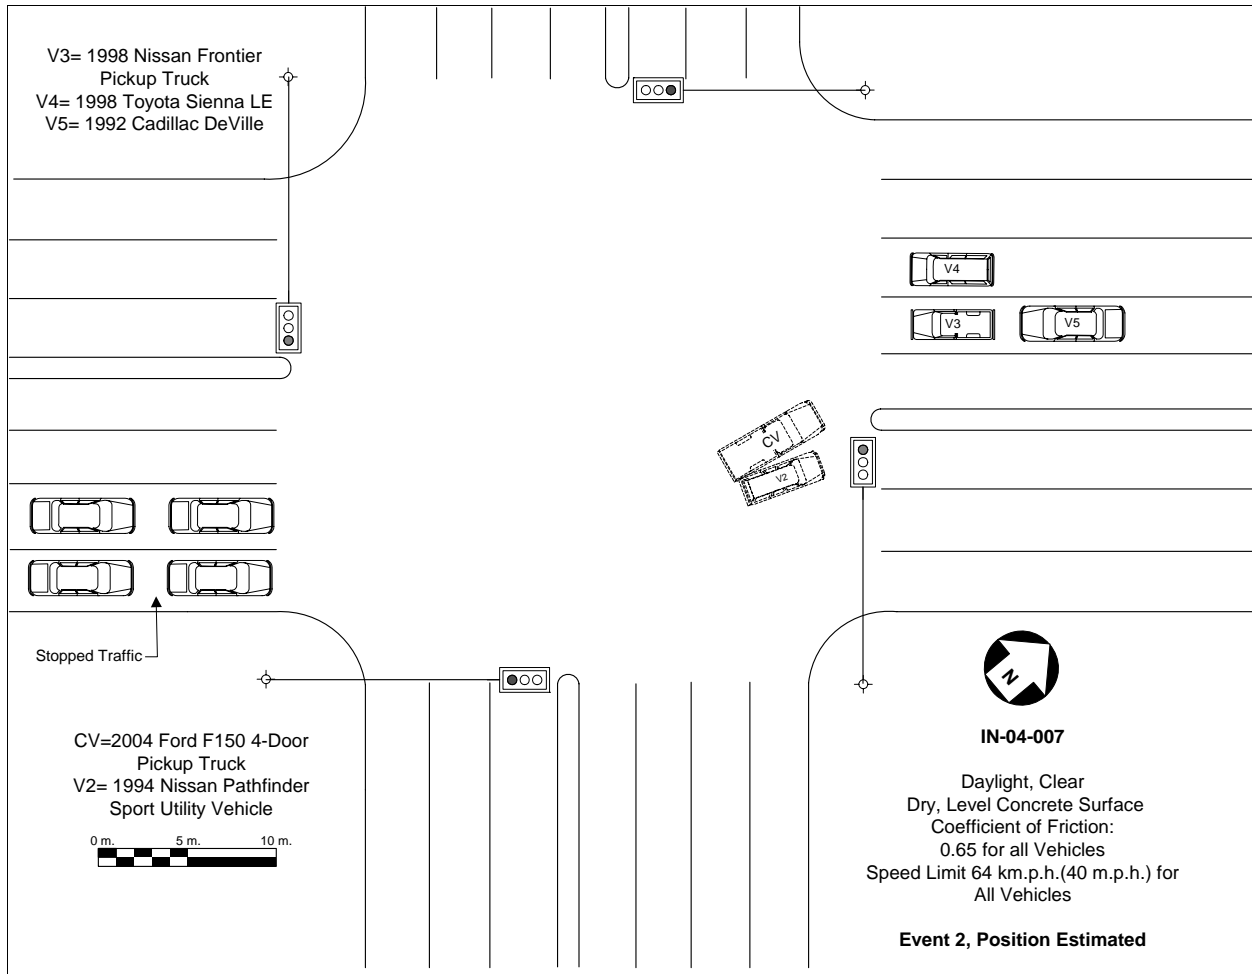 V3= 1998 Nissan Frontier
Pickup Truck
V4= 1998 Toyota Sienna LE
V5= 1992 Cadillac DeVille
V4
V3
V5
CV
V2
Stopped Traffic
N
CV=2004 Ford F150 4-Door
Pickup Truck
V2= 1994 Nissan Pathfinder
Sport Utility Vehicle
0 m.
5 m.
10 m.
IN-04-007
Daylight, Clear
Dry, Level Concrete Surface
Coefficient of Friction:
0.65 for all Vehicles
Speed Limit 64 km.p.h.(40 m.p.h.) for
All Vehicles
Event 2, Position Estimated